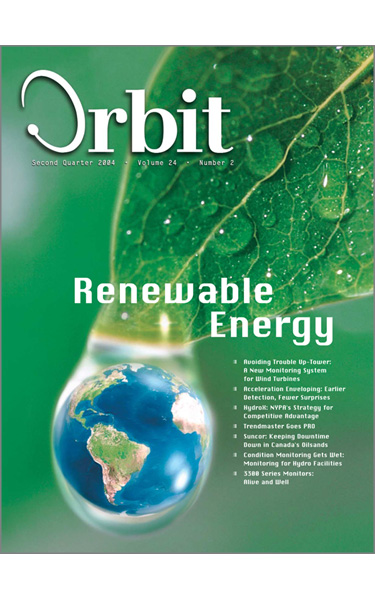 Orbit
Second Quarter 2004 • Volume 24 • Number 2
Renewable
Energy
Avoiding Trouble Up-Tower:
A New Monitoring System
for Wind Turbines
Acceleration Enveloping: Earlier
Detection, Fewer Surprises
HydroX: NYPA's Strategy for
Competitive Advantage
Trendmaster Goes PRO
Suncor: Keeping Downtime
Down in Canada's Oilsands
Condition Monitoring Gets Wet:
Monitoring for Hydro Facilities
3300 Series Monitors:
Alive and Well